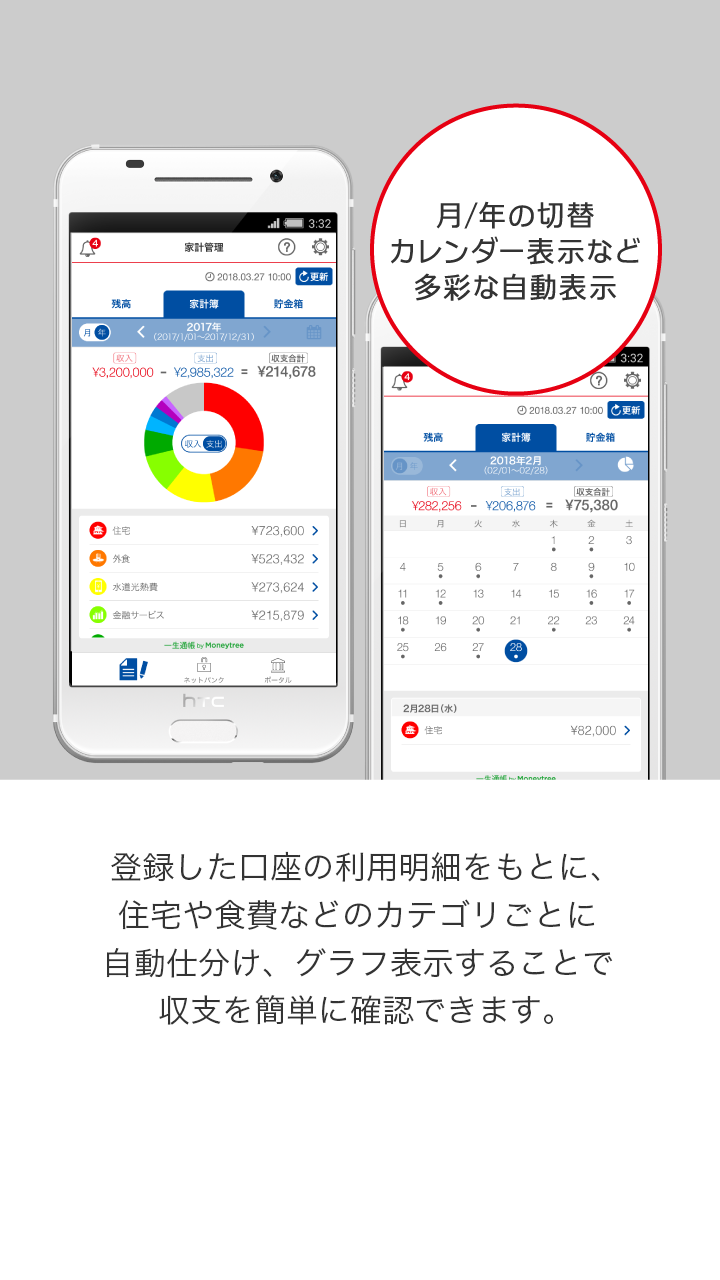 月/年の切替
カレンダー表示など
多彩な自動表示
3:32
4
家計管理
?
2018.03.27 10:00 更新
残高 家計簿 貯金箱
月 年
2017年
(2017/1/01〜2017/12/31)
収入 支出 収支合計
¥3,200,000 - ¥2,985,322 = ¥214,678
収入 支出
住宅 ¥723,600
外食 ¥523,432
水道光熱費 ¥273,624
金融サービス ¥215,879
一生通帳 by Moneytree
ネットバンク ポータル
htc
3:32
4
?
2018.03.27 10:00 更新
残高 家計簿 貯金箱
月 年
2018年2月
(02/01〜02/28)
収入 支出 収支合計
¥282,256 - ¥206,876 = ¥75,380
日 月 火 水 木 金 土
1 2 3
4 5 6 7 8 9 10
11 12 13 14 15 16 17
18 19 20 21 22 23 24
25 26 27 28
2月28日(水)
住宅 ¥82,000
一生通帳 by Moneytree
登録した口座の利用明細をもとに、
住宅や食費などのカテゴリごとに
自動仕分け、グラフ表示することで
収支を簡単に確認できます。